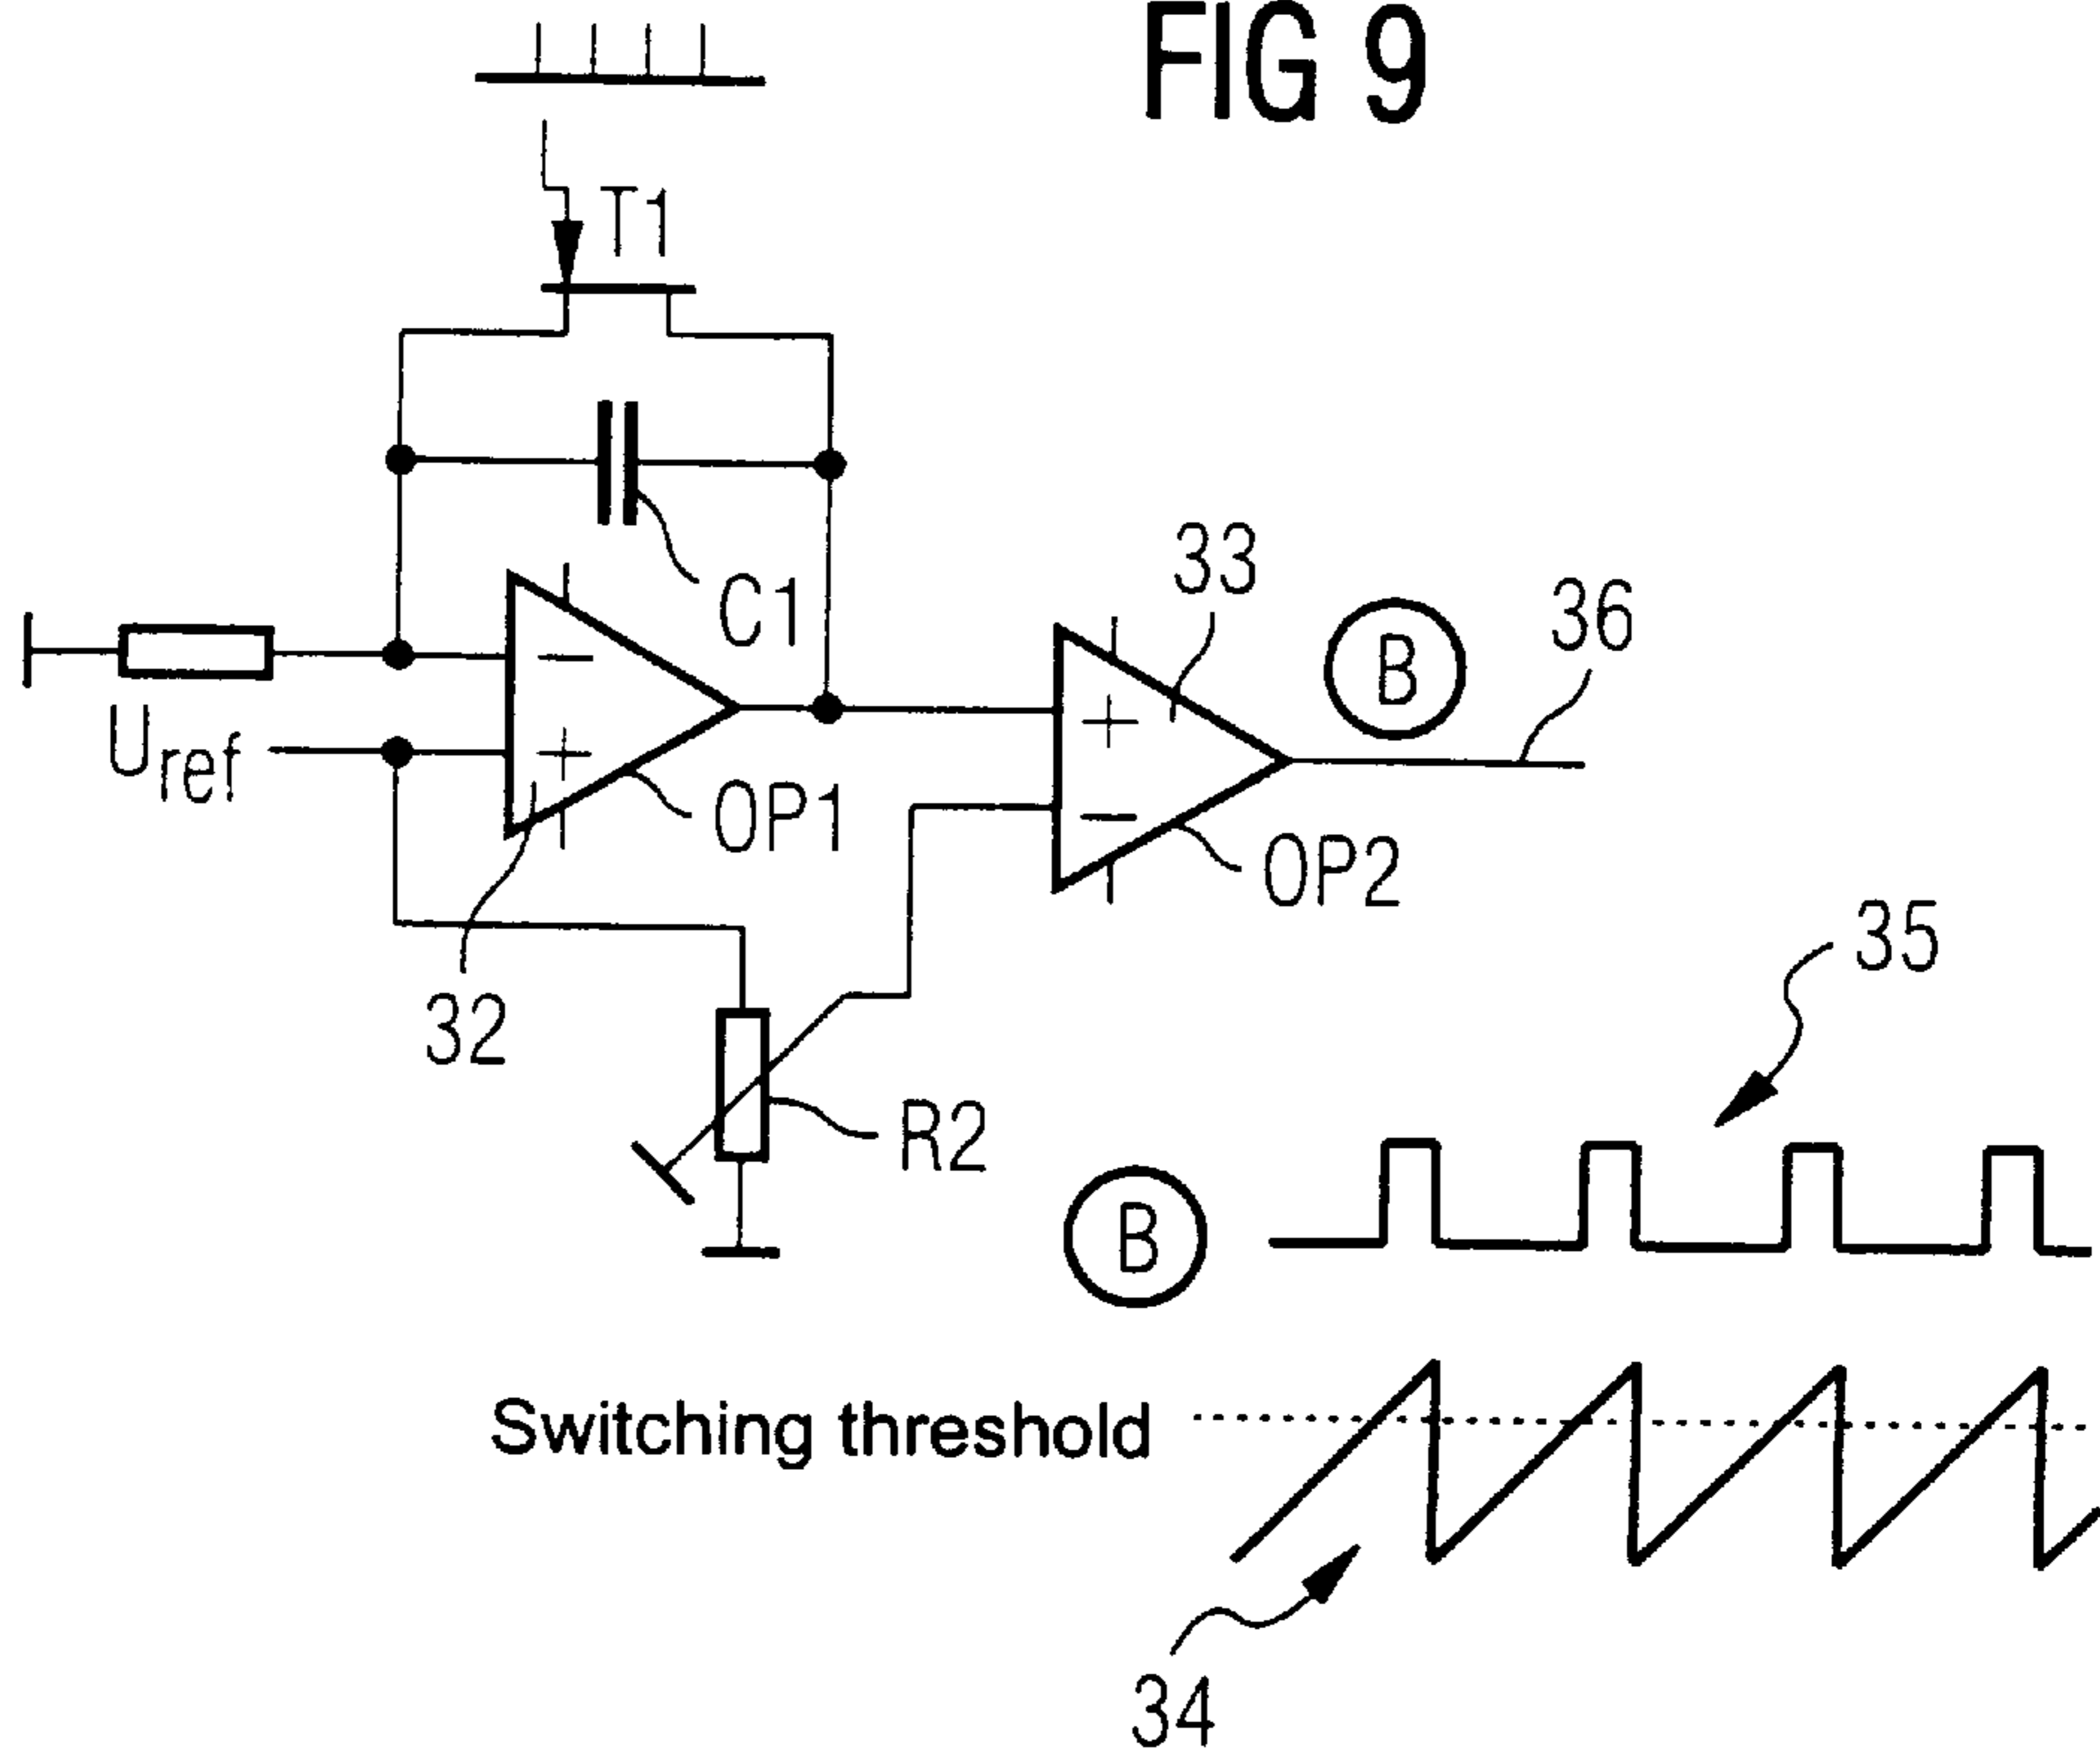 FIG 9
T1
C1
33
36
B
−
+
Uref
+
−
OP1
OP2
35
32
R2
B
Switching threshold
34